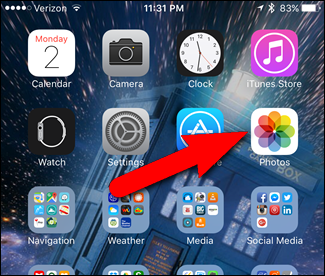 Verizon 11:31 PM 83%
Monday
2
Calendar Camera Clock iTunes Store
Watch Settings Photos
BOX
Navigation Weather Media Social Media